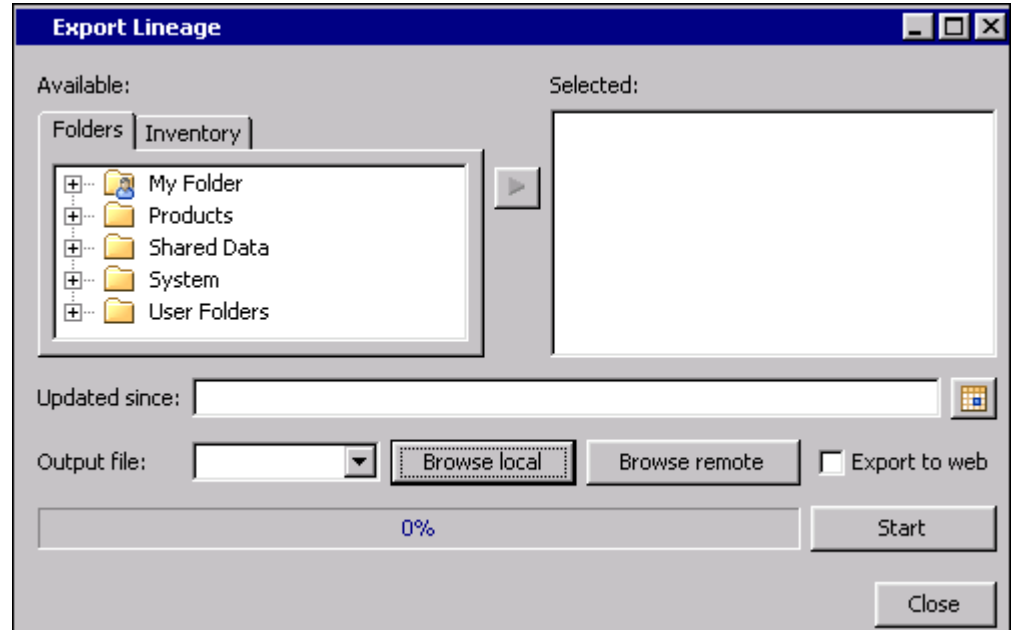 Export Lineage
Available:
Selected:
Folders
Inventory
My Folder
Products
Shared Data
System
User Folders
Updated since:
Output file:
Browse local
Browse remote
Export to web
0%
Start
Close